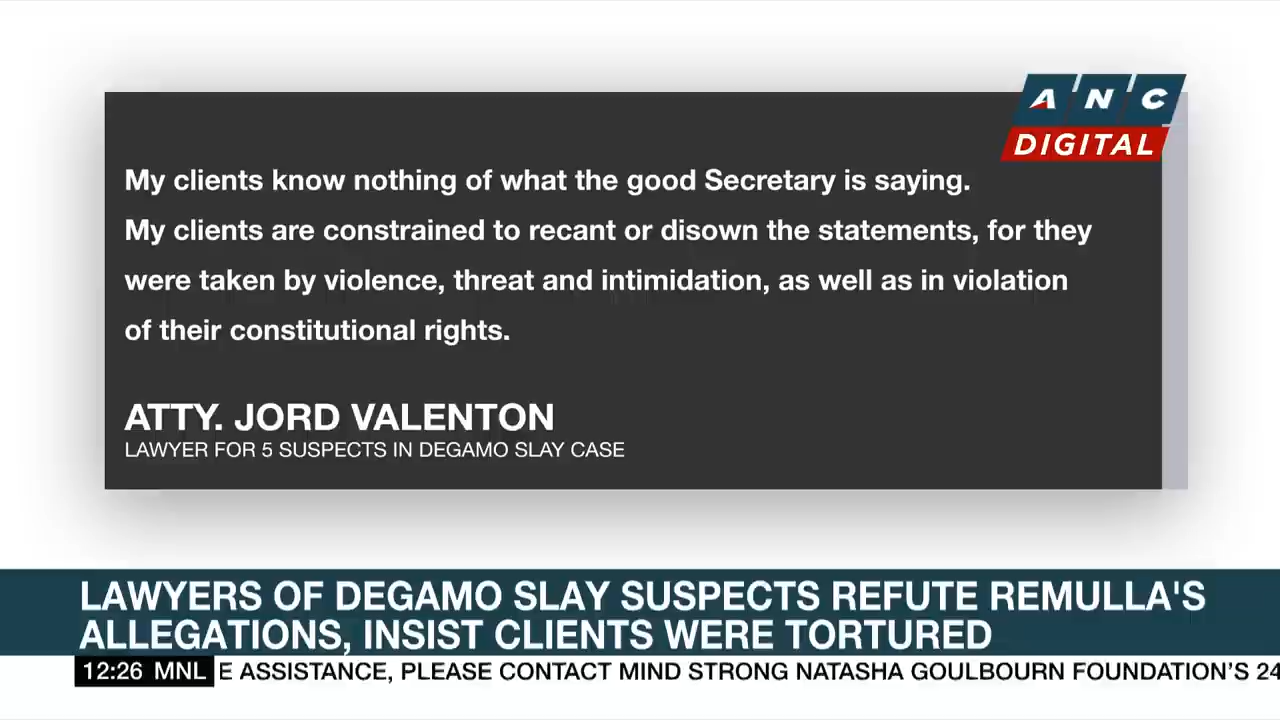 ANC
DIGITAL
My clients know nothing of what the good Secretary is saying.
My clients are constrained to recant or disown the statements, for they
were taken by violence, threat and intimidation, as well as in violation
of their constitutional rights.
ATTY. JORD VALENTON
LAWYER FOR 5 SUSPECTS IN DEGAMO SLAY CASE
LAWYERS OF DEGAMO SLAY SUSPECTS REFUTE REMULLA'S
ALLEGATIONS, INSIST CLIENTS WERE TORTURED
12:26 MNL E ASSISTANCE, PLEASE CONTACT MIND STRONG NATASHA GOULBOURN FOUNDATION’S 24